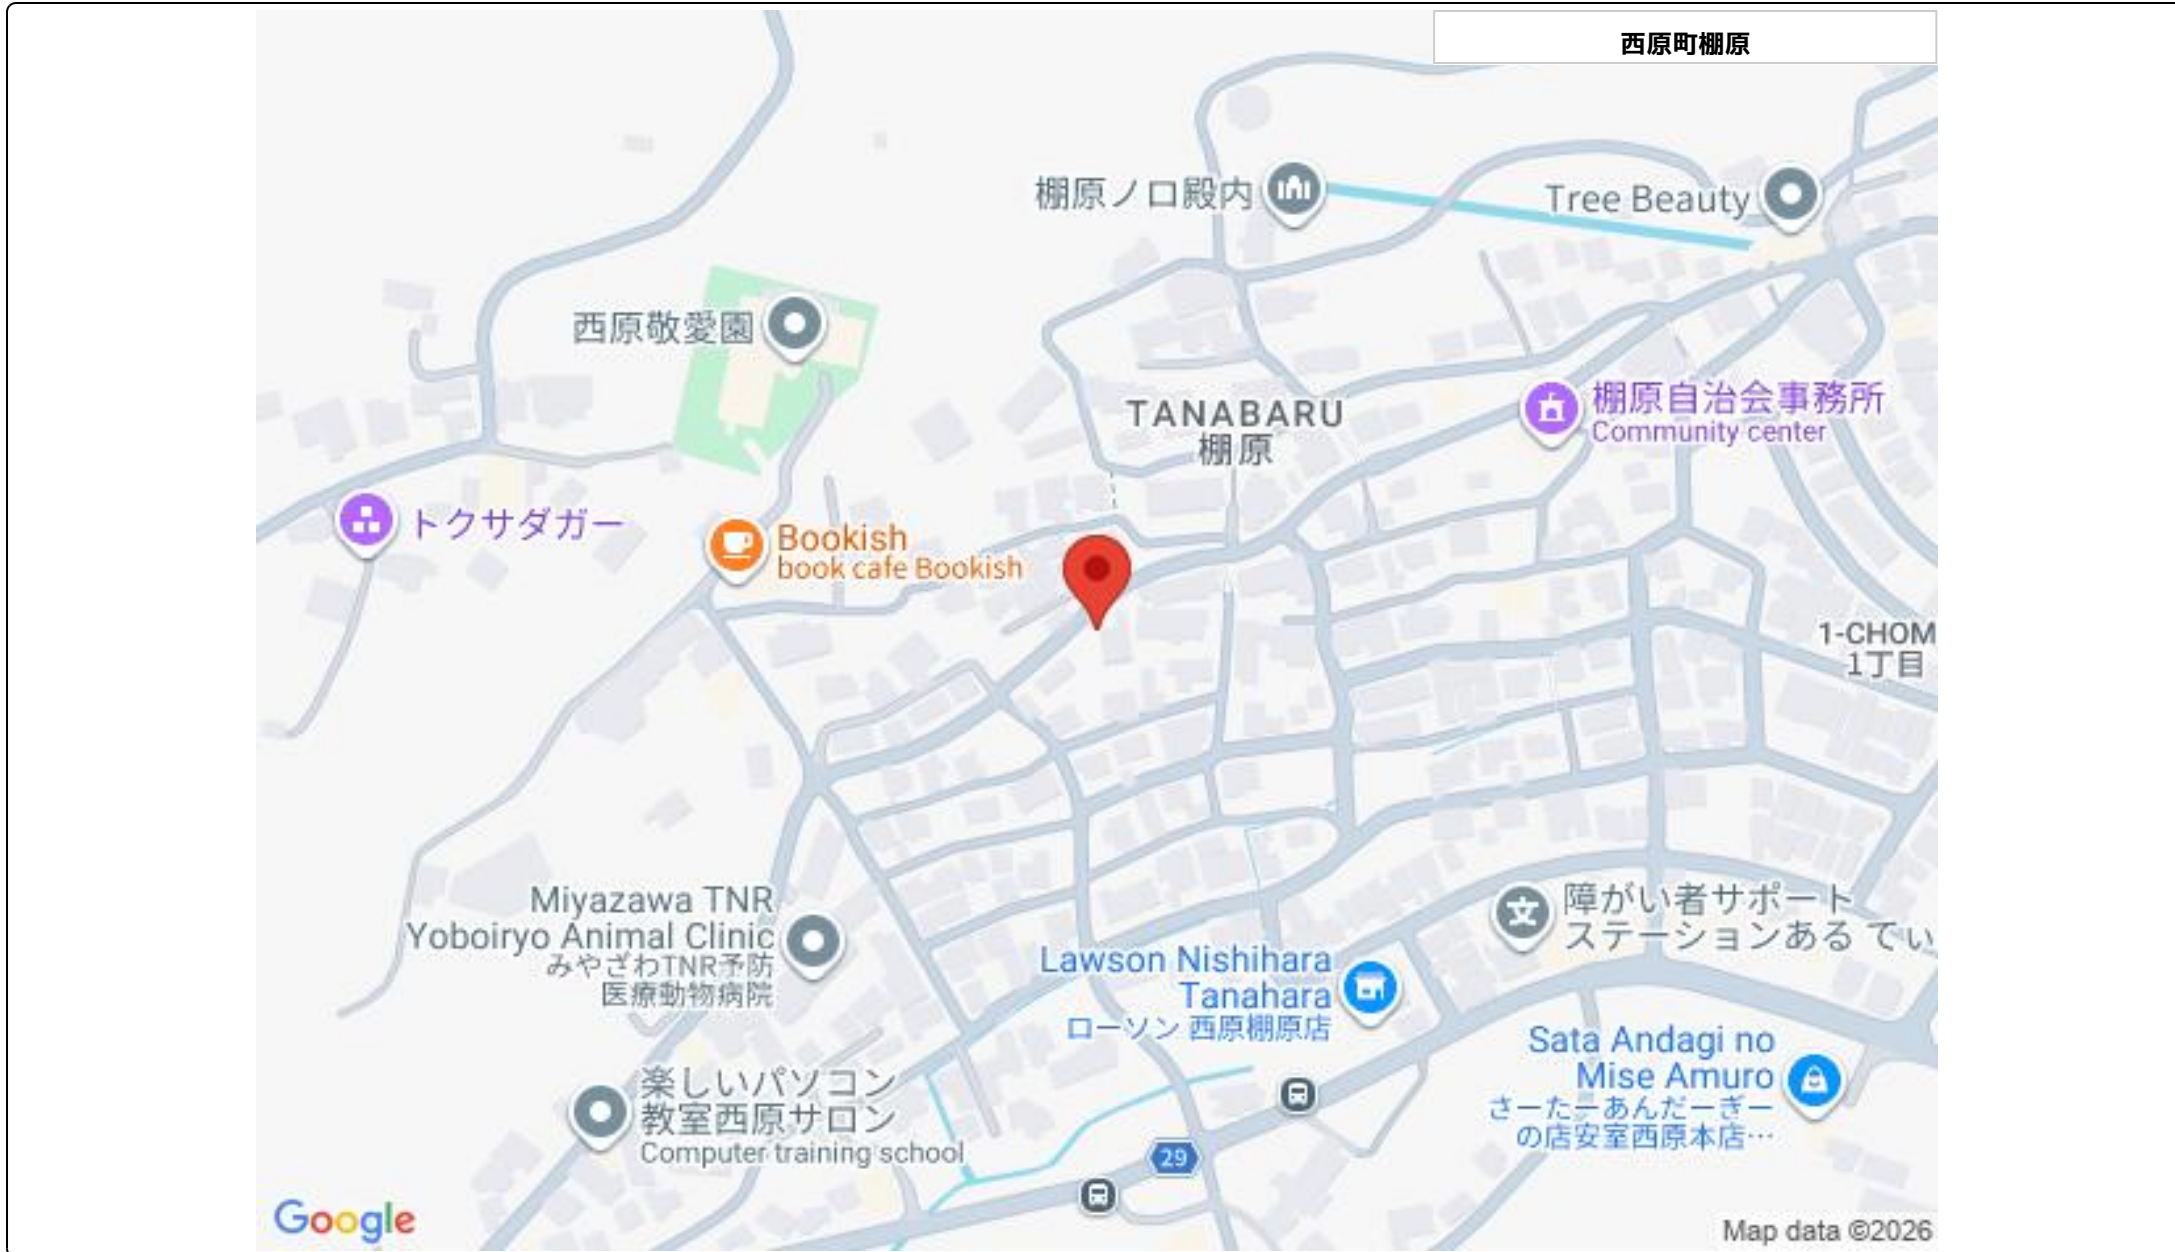 西原町棚原
棚原ノロ殿内
Tree Beauty
西原敬愛園
TANABARU
棚原
棚原自治会事務所
Community center
トクサダガー
Bookish
book cafe Bookish
1-CHOM
1丁目
Miyazawa TNR
Yoboiryo Animal Clinic
みやざわTNR予防
医療動物病院
障がい者サポート
ステーションある てぃ
Lawson Nishihara
Tanahara
ローソン 西原棚原店
Sata Andagi no
Mise Amuro
さーたーあんだーぎー
の店安室西原本店…
楽しいパソコン
教室西原サロン
Computer training school
29
Google
Map data ©2026